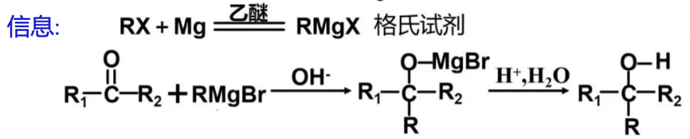 信息: RX + Mg 乙醚 RMgX 格氏试剂
O O—MgBr O—H
R₁—C—R₂ + RMgBr OH⁻ R₁—C—R₂ H⁺,H₂O R₁—C—R₂
R R